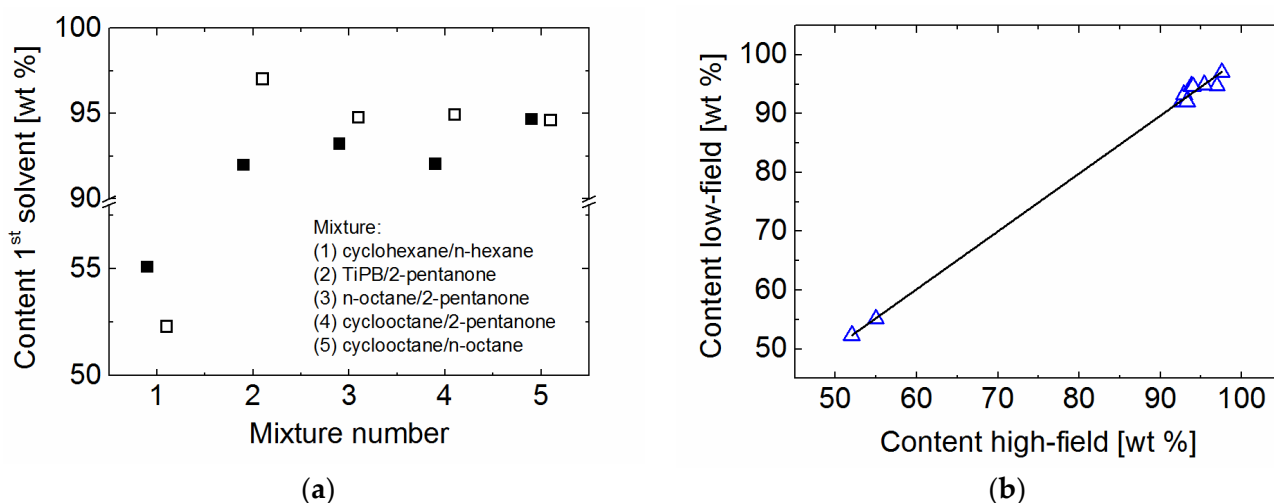 100
95
90
55
50
Content 1st solvent [wt %]
Mixture:
(1) cyclohexane/n-hexane
(2) TiPB/2-pentanone
(3) n-octane/2-pentanone
(4) cyclooctane/2-pentanone
(5) cyclooctane/n-octane
1 2 3 4 5
Mixture number
(a)
100
90
80
70
60
50
Content low-field [wt %]
50 60 70 80 90 100
Content high-field [wt %]
(b)